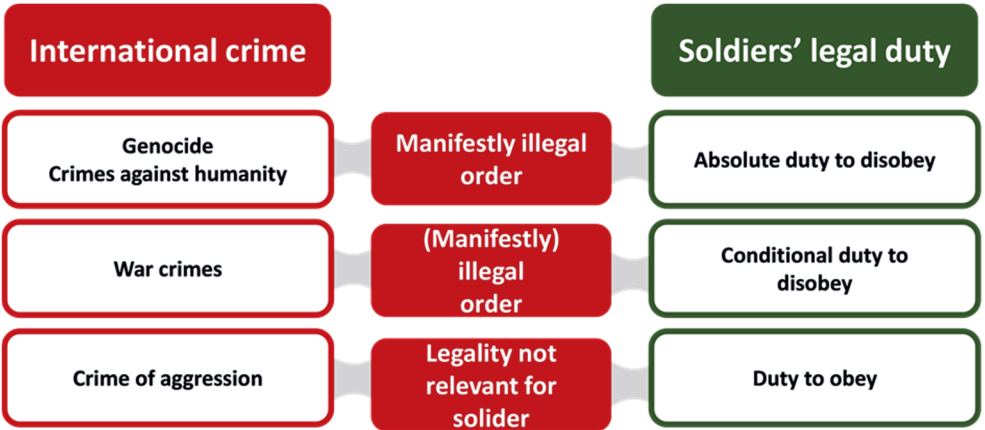 International crime
Soldiers’ legal duty
Genocide
Crimes against humanity
Manifestly illegal
order
Absolute duty to disobey
War crimes
(Manifestly)
illegal
order
Conditional duty to
disobey
Crime of aggression
Legality not
relevant for
solider
Duty to obey